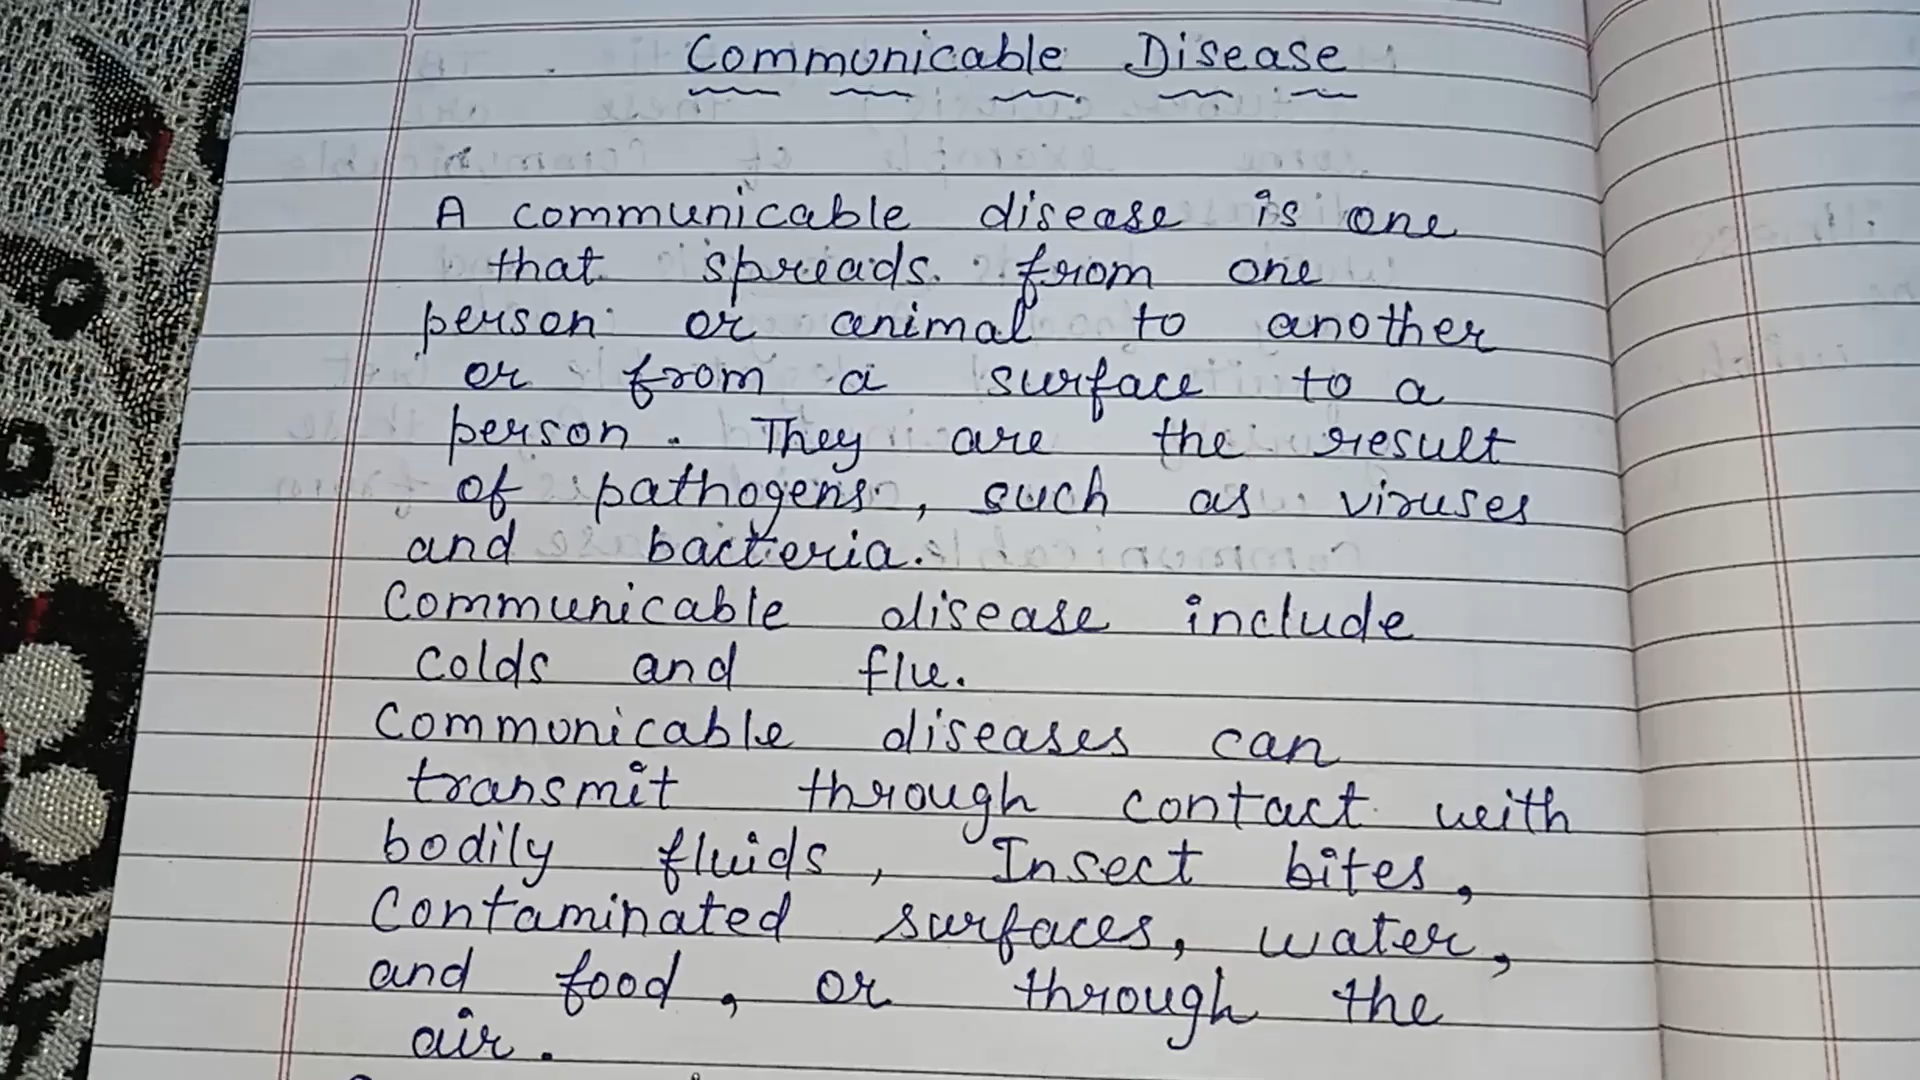 Communicable Disease
A communicable disease is one
that spreads from one
person or animal to another
or from a surface to a
person. They are the result
of pathogens, such as viruses
and bacteria.
Communicable disease include
colds and flu.
Communicable diseases can
transmit through contact with
bodily fluids, Insect bites,
Contaminated surfaces, water,
and food, or through the
air.